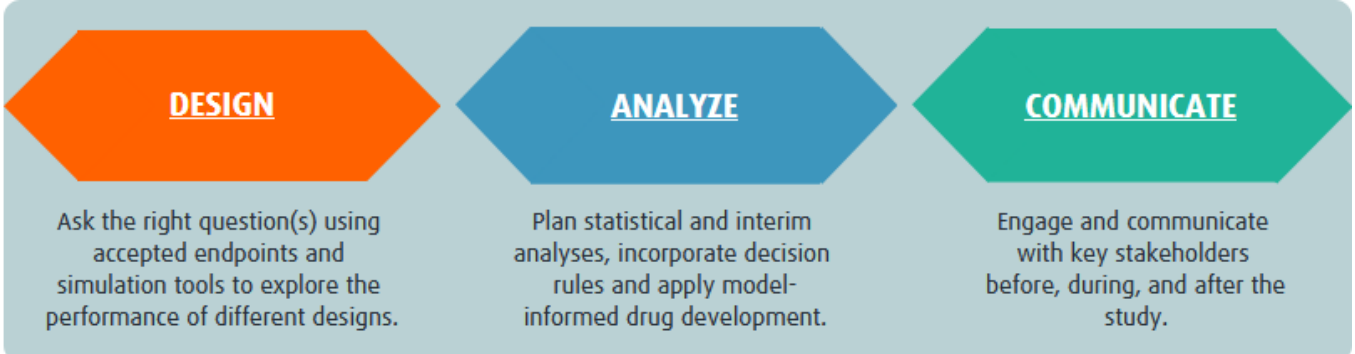 DESIGN
Ask the right question(s) using
accepted endpoints and
simulation tools to explore the
performance of different designs.
ANALYZE
Plan statistical and interim
analyses, incorporate decision
rules and apply model-
informed drug development.
COMMUNICATE
Engage and communicate
with key stakeholders
before, during, and after the
study.